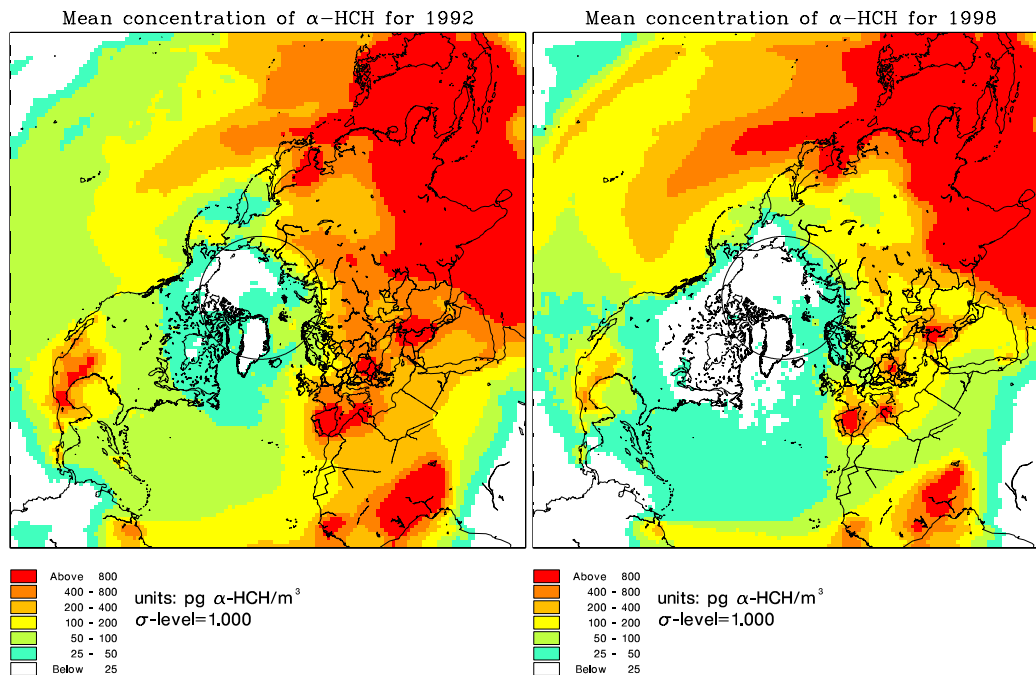 Mean concentration of α-HCH for 1992
Above 800
400 - 800
200 - 400
100 - 200
50 - 100
25 - 50
Below 25
units: pg α-HCH/m³
σ-level=1.000
Mean concentration of α-HCH for 1998
Above 800
400 - 800
200 - 400
100 - 200
50 - 100
25 - 50
Below 25
units: pg α-HCH/m³
σ-level=1.000